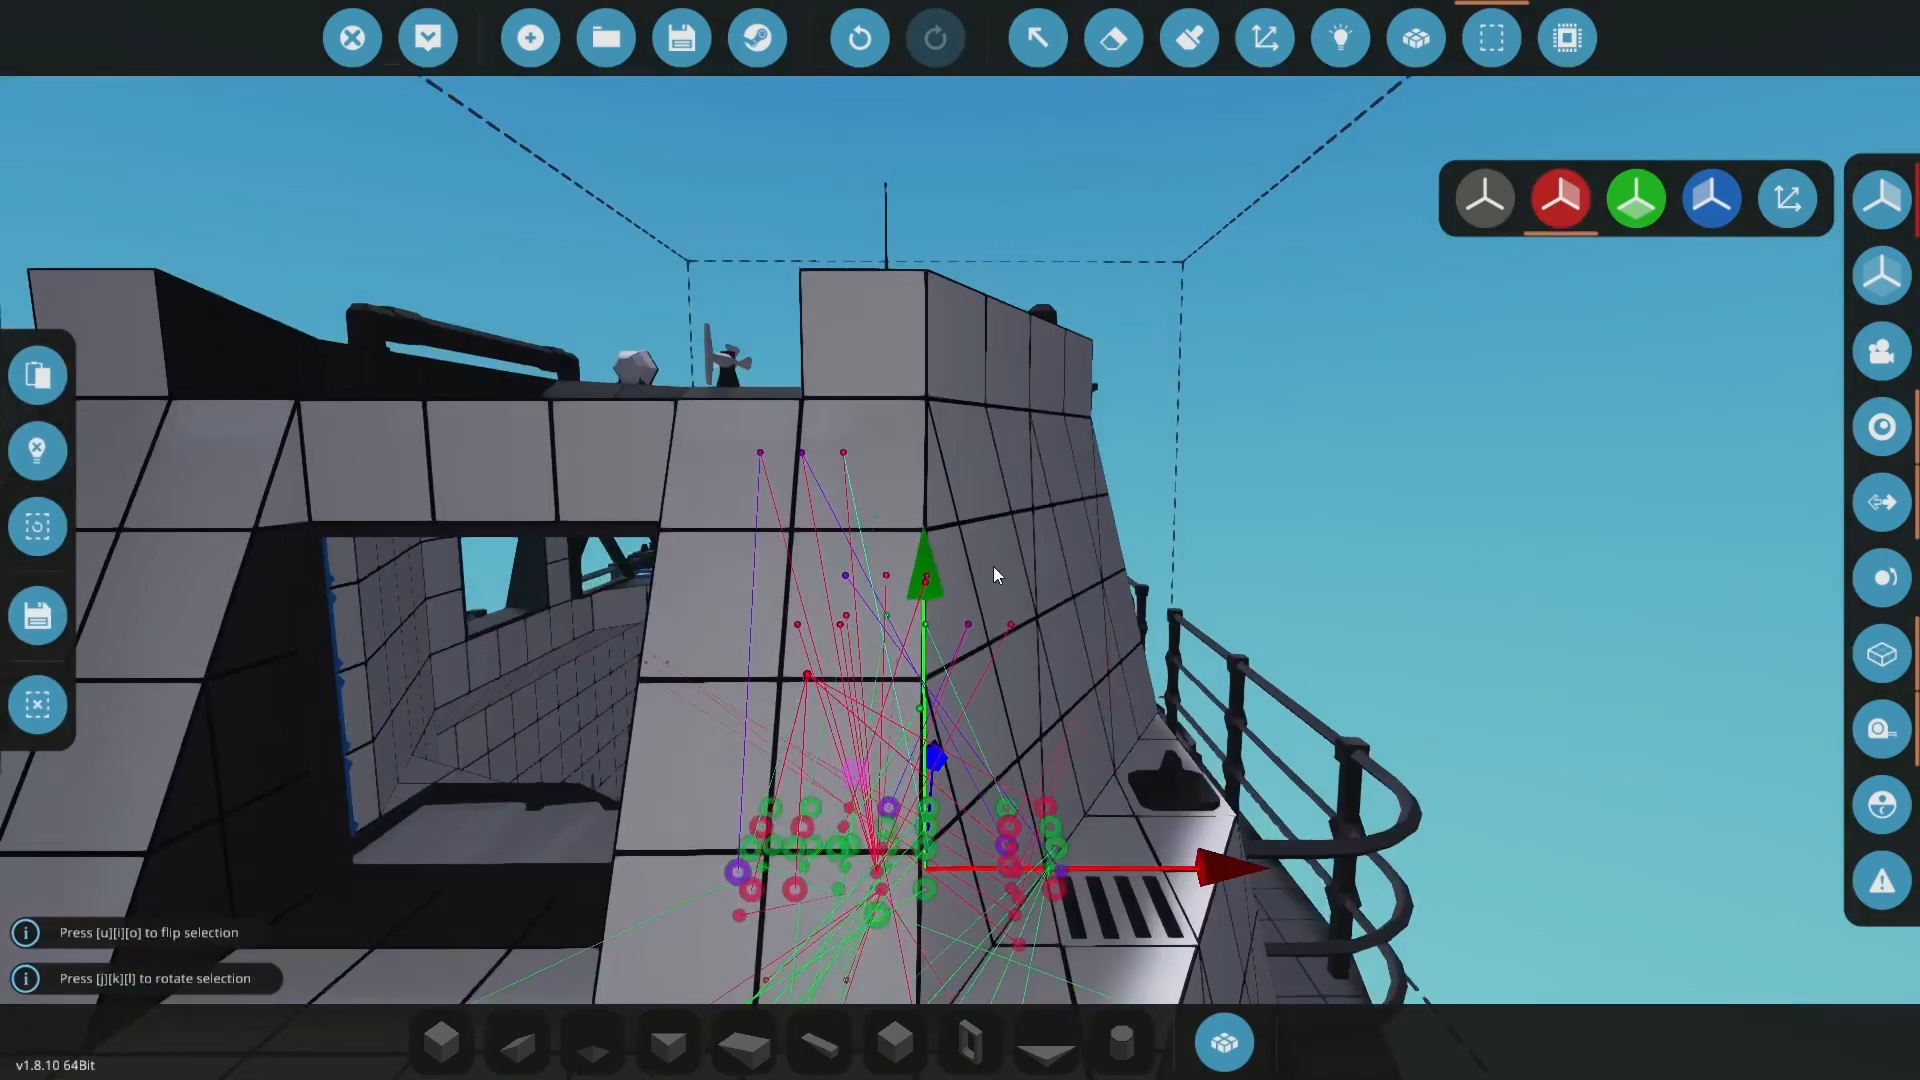 Press [u][i][o] to flip selection
Press [j][k][l] to rotate selection
v1.8.10 64Bit